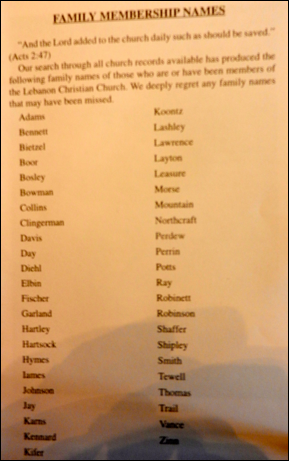 FAMILY MEMBERSHIP NAMES
"And the Lord added to the church daily such as should be saved."
(Acts 2:47)
Our search through all church records available has produced the
following family names of those who are or have been members of
the Lebanon Christian Church. We deeply regret any family names
that may have been missed.
Adams
Bennett
Bietzel
Boor
Bosley
Bowman
Collins
Clingerman
Davis
Day
Diehl
Elbin
Fischer
Garland
Hartley
Hartsock
Hymes
Iames
Johnson
Jay
Karns
Kennard
Kifer
Koontz
Lashley
Lawrence
Layton
Leasure
Morse
Mountain
Northcraft
Perdew
Perrin
Potts
Ray
Robinett
Robinson
Shaffer
Shipley
Smith
Tewell
Thomas
Trail
Vance
Zinn